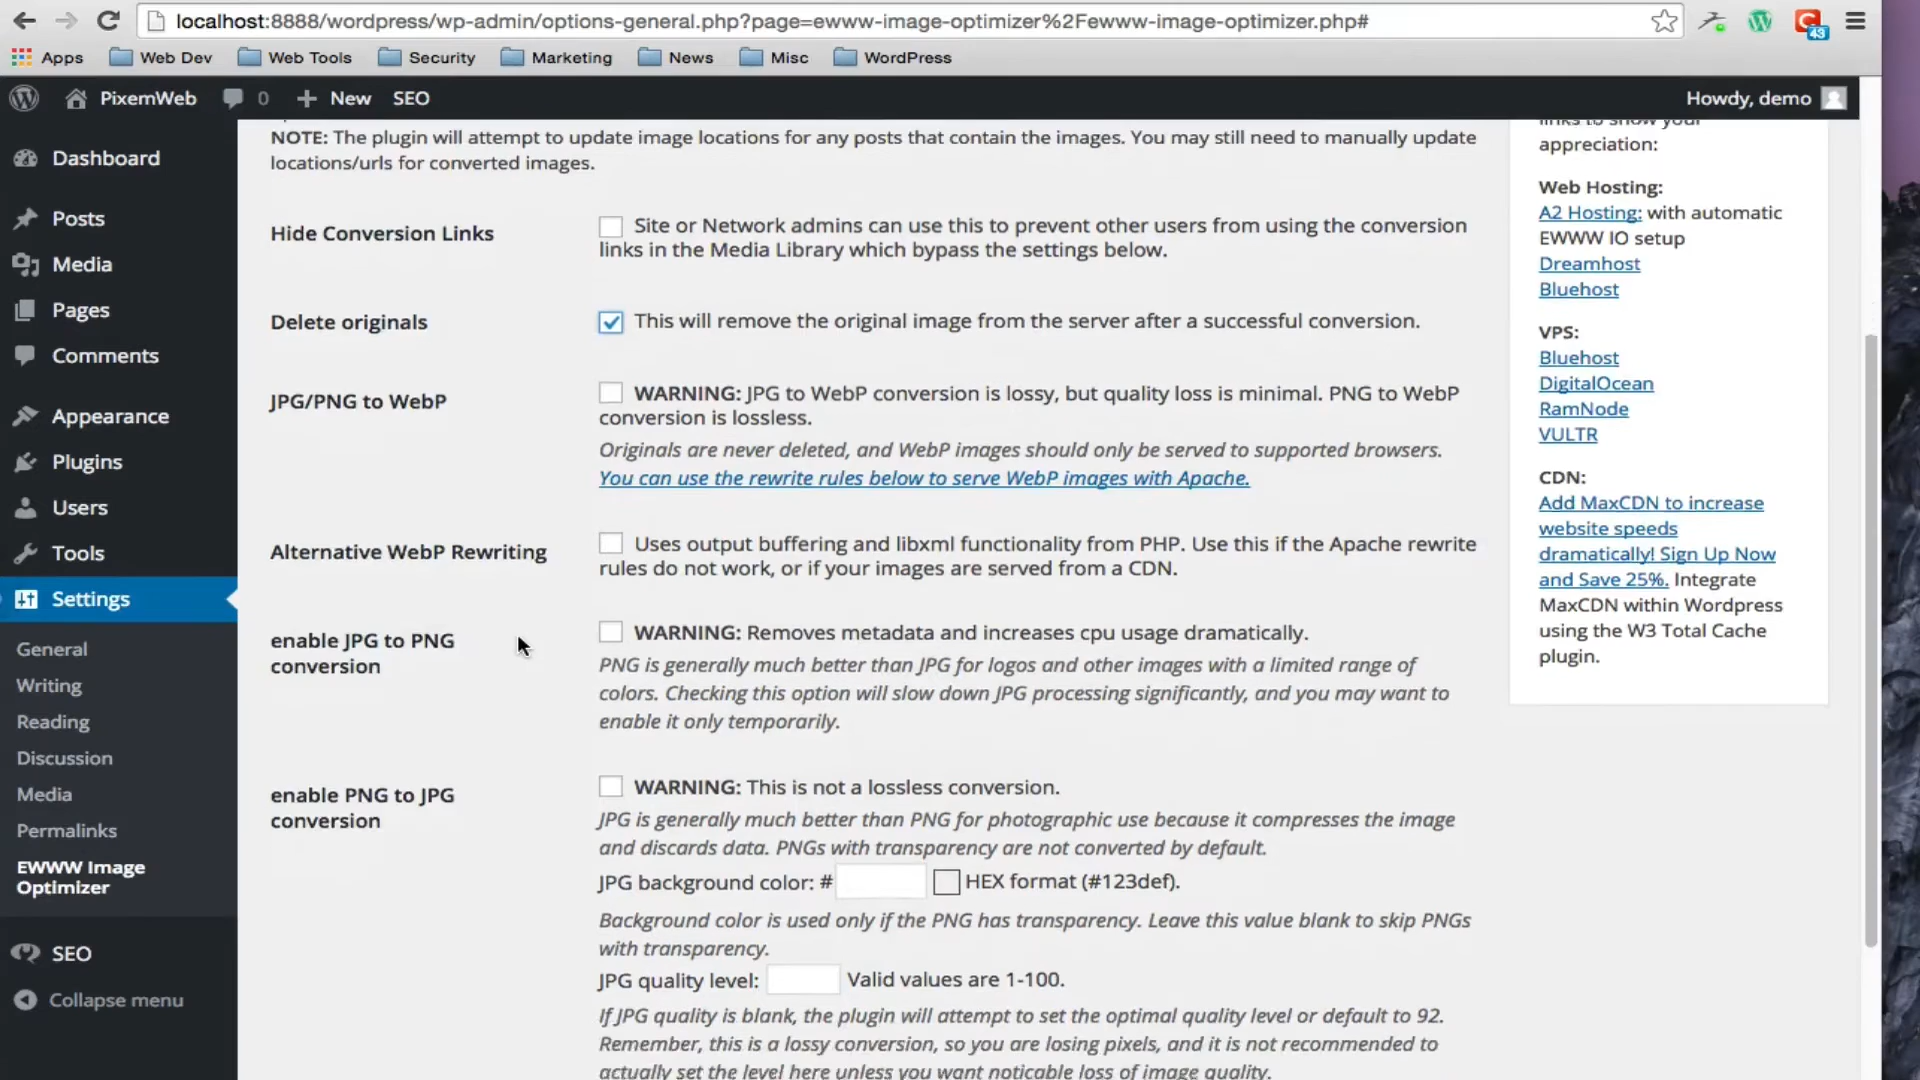 localhost:8888/wordpress/wp-admin/options-general.php?page=ewww-image-optimizer%2Fewww-image-optimizer.php#
43
Apps
Web Dev
Web Tools
Security
Marketing
News
Misc
WordPress
PixemWeb
0
New
SEO
Howdy, demo
Dashboard
Posts
Media
Pages
Comments
Appearance
Plugins
Users
Tools
Settings
General
Writing
Reading
Discussion
Media
Permalinks
EWWW Image
Optimizer
SEO
Collapse menu
NOTE: The plugin will attempt to update image locations for any posts that contain the images. You may still need to manually update
locations/urls for converted images.
Hide Conversion Links
Site or Network admins can use this to prevent other users from using the conversion
links in the Media Library which bypass the settings below.
Delete originals
This will remove the original image from the server after a successful conversion.
JPG/PNG to WebP
WARNING: JPG to WebP conversion is lossy, but quality loss is minimal. PNG to WebP
conversion is lossless.
Originals are never deleted, and WebP images should only be served to supported browsers.
You can use the rewrite rules below to serve WebP images with Apache.
Alternative WebP Rewriting
Uses output buffering and libxml functionality from PHP. Use this if the Apache rewrite
rules do not work, or if your images are served from a CDN.
enable JPG to PNG
conversion
WARNING: Removes metadata and increases cpu usage dramatically.
PNG is generally much better than JPG for logos and other images with a limited range of
colors. Checking this option will slow down JPG processing significantly, and you may want to
enable it only temporarily.
enable PNG to JPG
conversion
WARNING: This is not a lossless conversion.
JPG is generally much better than PNG for photographic use because it compresses the image
and discards data. PNGs with transparency are not converted by default.
JPG background color: #
HEX format (#123def).
Background color is used only if the PNG has transparency. Leave this value blank to skip PNGs
with transparency.
JPG quality level:
Valid values are 1-100.
If JPG quality is blank, the plugin will attempt to set the optimal quality level or default to 92.
Remember, this is a lossy conversion, so you are losing pixels, and it is not recommended to
actually set the level here unless you want noticable loss of image quality.
links to show your
appreciation:
Web Hosting:
A2 Hosting: with automatic
EWWW IO setup
Dreamhost
Bluehost
VPS:
Bluehost
DigitalOcean
RamNode
VULTR
CDN:
Add MaxCDN to increase
website speeds
dramatically! Sign Up Now
and Save 25%. Integrate
MaxCDN within Wordpress
using the W3 Total Cache
plugin.